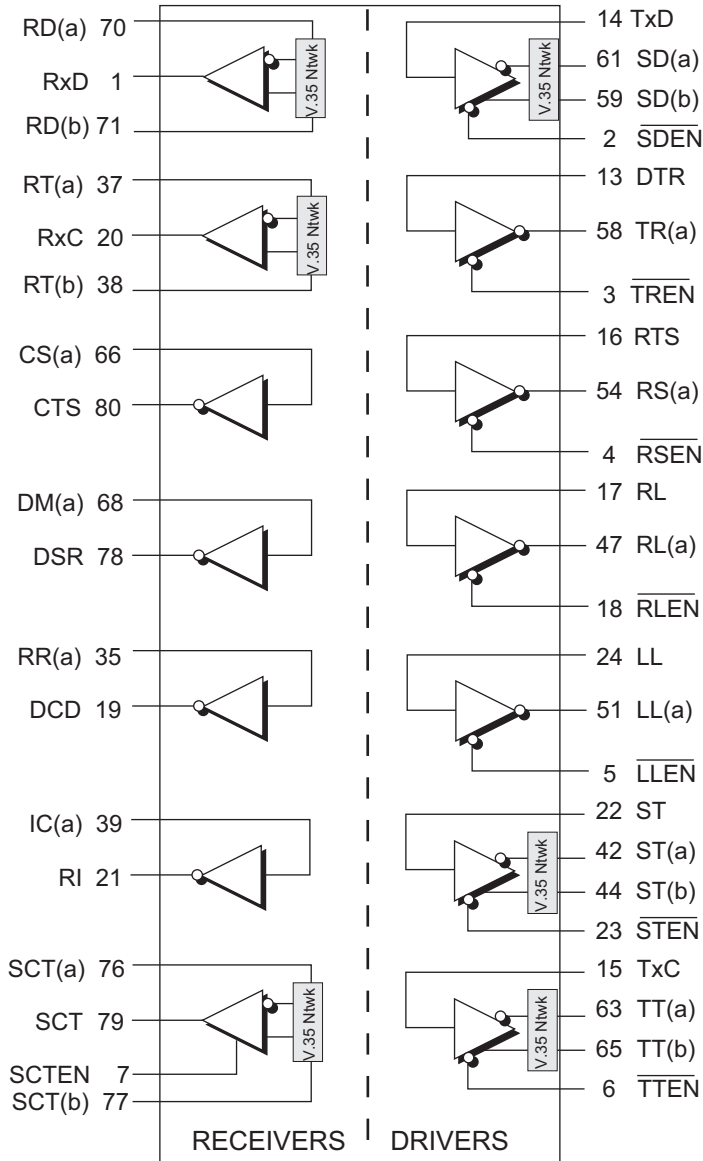 RD(a) 70
RxD 1
RD(b) 71
V.35 Ntwk
RT(a) 37
RxC 20
RT(b) 38
V.35 Ntwk
CS(a) 66
CTS 80
DM(a) 68
DSR 78
RR(a) 35
DCD 19
IC(a) 39
RI 21
SCT(a) 76
SCT 79
SCTEN 7
SCT(b) 77
V.35 Ntwk
RECEIVERS
14 TxD
61 SD(a)
59 SD(b)
2 SDEN
V.35 Ntwk
13 DTR
58 TR(a)
3 TREN
16 RTS
54 RS(a)
4 RSEN
17 RL
47 RL(a)
18 RLEN
24 LL
51 LL(a)
5 LLEN
22 ST
42 ST(a)
44 ST(b)
23 STEN
V.35 Ntwk
15 TxC
63 TT(a)
65 TT(b)
6 TTEN
V.35 Ntwk
DRIVERS